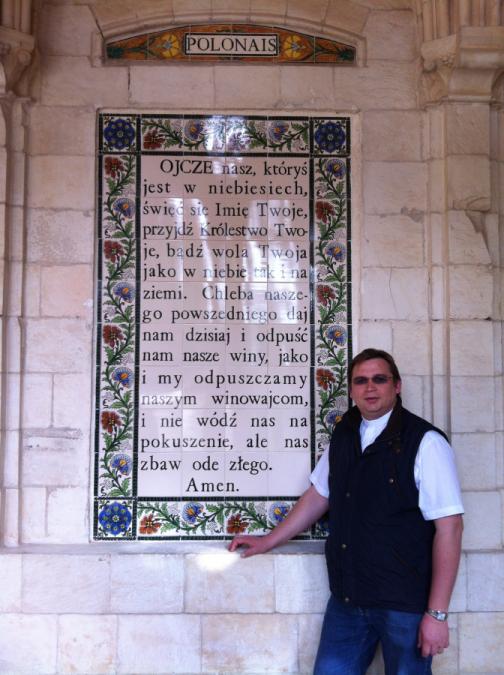 POLONAIS
OJCZE nasz, któryś
jest w niebiesiech,
święć się Imię Twoje,
przyjdź Królestwo Two-
je, bądź wola Twoja
jako w niebie tak i na
ziemi. Chleba nasze-
go powszedniego daj
nam dzisiaj i odpuść
nam nasze winy, jako
i my odpuszczamy
naszym winowajcom,
i nie wódź nas na
pokuszenie, ale nas
zbaw ode złego.
Amen.